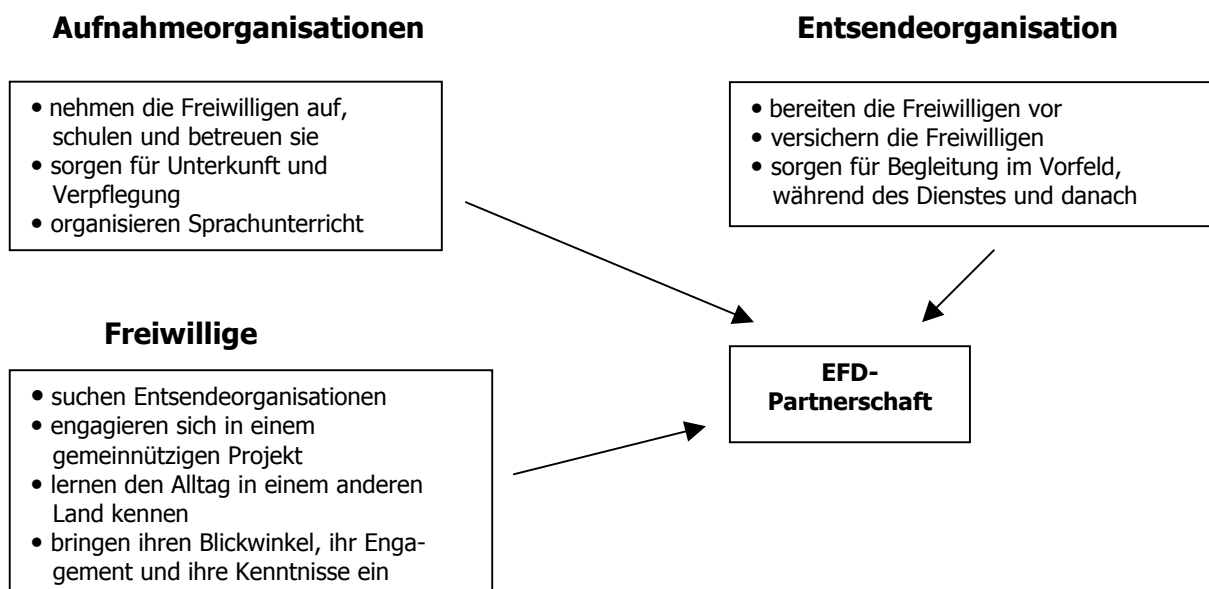 Aufnahmeorganisationen
• nehmen die Freiwilligen auf,
schulen und betreuen sie
• sorgen für Unterkunft und
Verpflegung
• organisieren Sprachunterricht
Entsendeorganisation
• bereiten die Freiwilligen vor
• versichern die Freiwilligen
• sorgen für Begleitung im Vorfeld,
während des Dienstes und danach
Freiwillige
• suchen Entsendeorganisationen
• engagieren sich in einem
gemeinnützigen Projekt
• lernen den Alltag in einem anderen
Land kennen
• bringen ihren Blickwinkel, ihr Enga-
gement und ihre Kenntnisse ein
EFD-
Partnerschaft